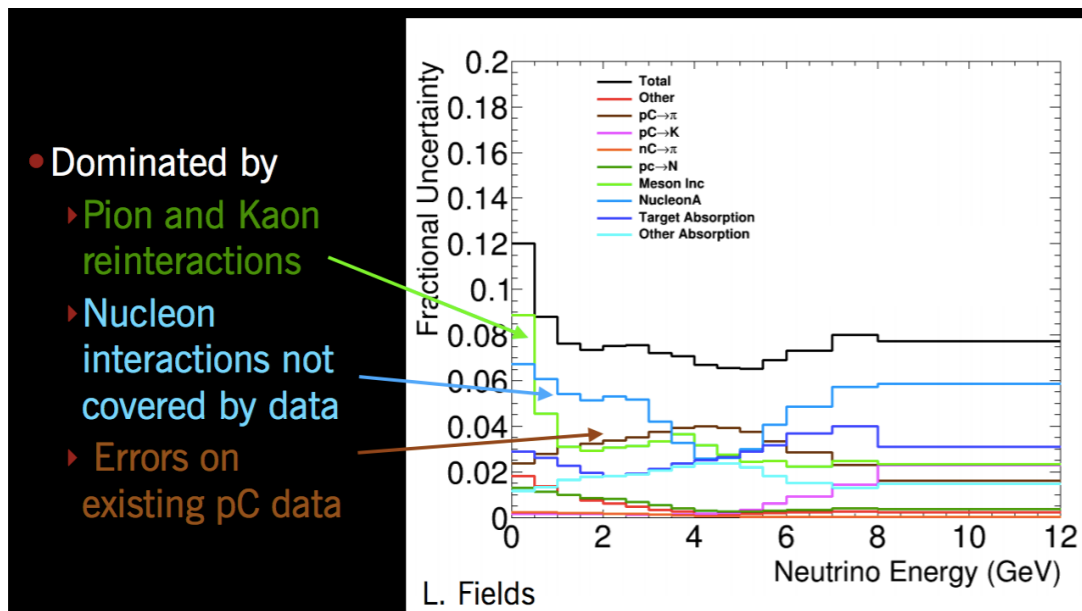 • Dominated by
‣ Pion and Kaon
reinteractions
‣ Nucleon
interactions not
covered by data
‣ Errors on
existing pC data
Fractional Uncertainty
0.2
0.18
0.16
0.14
0.12
0.1
0.08
0.06
0.04
0.02
0
Total
Other
pC→π
pC→K
nC→π
pc→N
Meson Inc
NucleonA
Target Absorption
Other Absorption
0 2 4 6 8 10 12
Neutrino Energy (GeV)
L. Fields